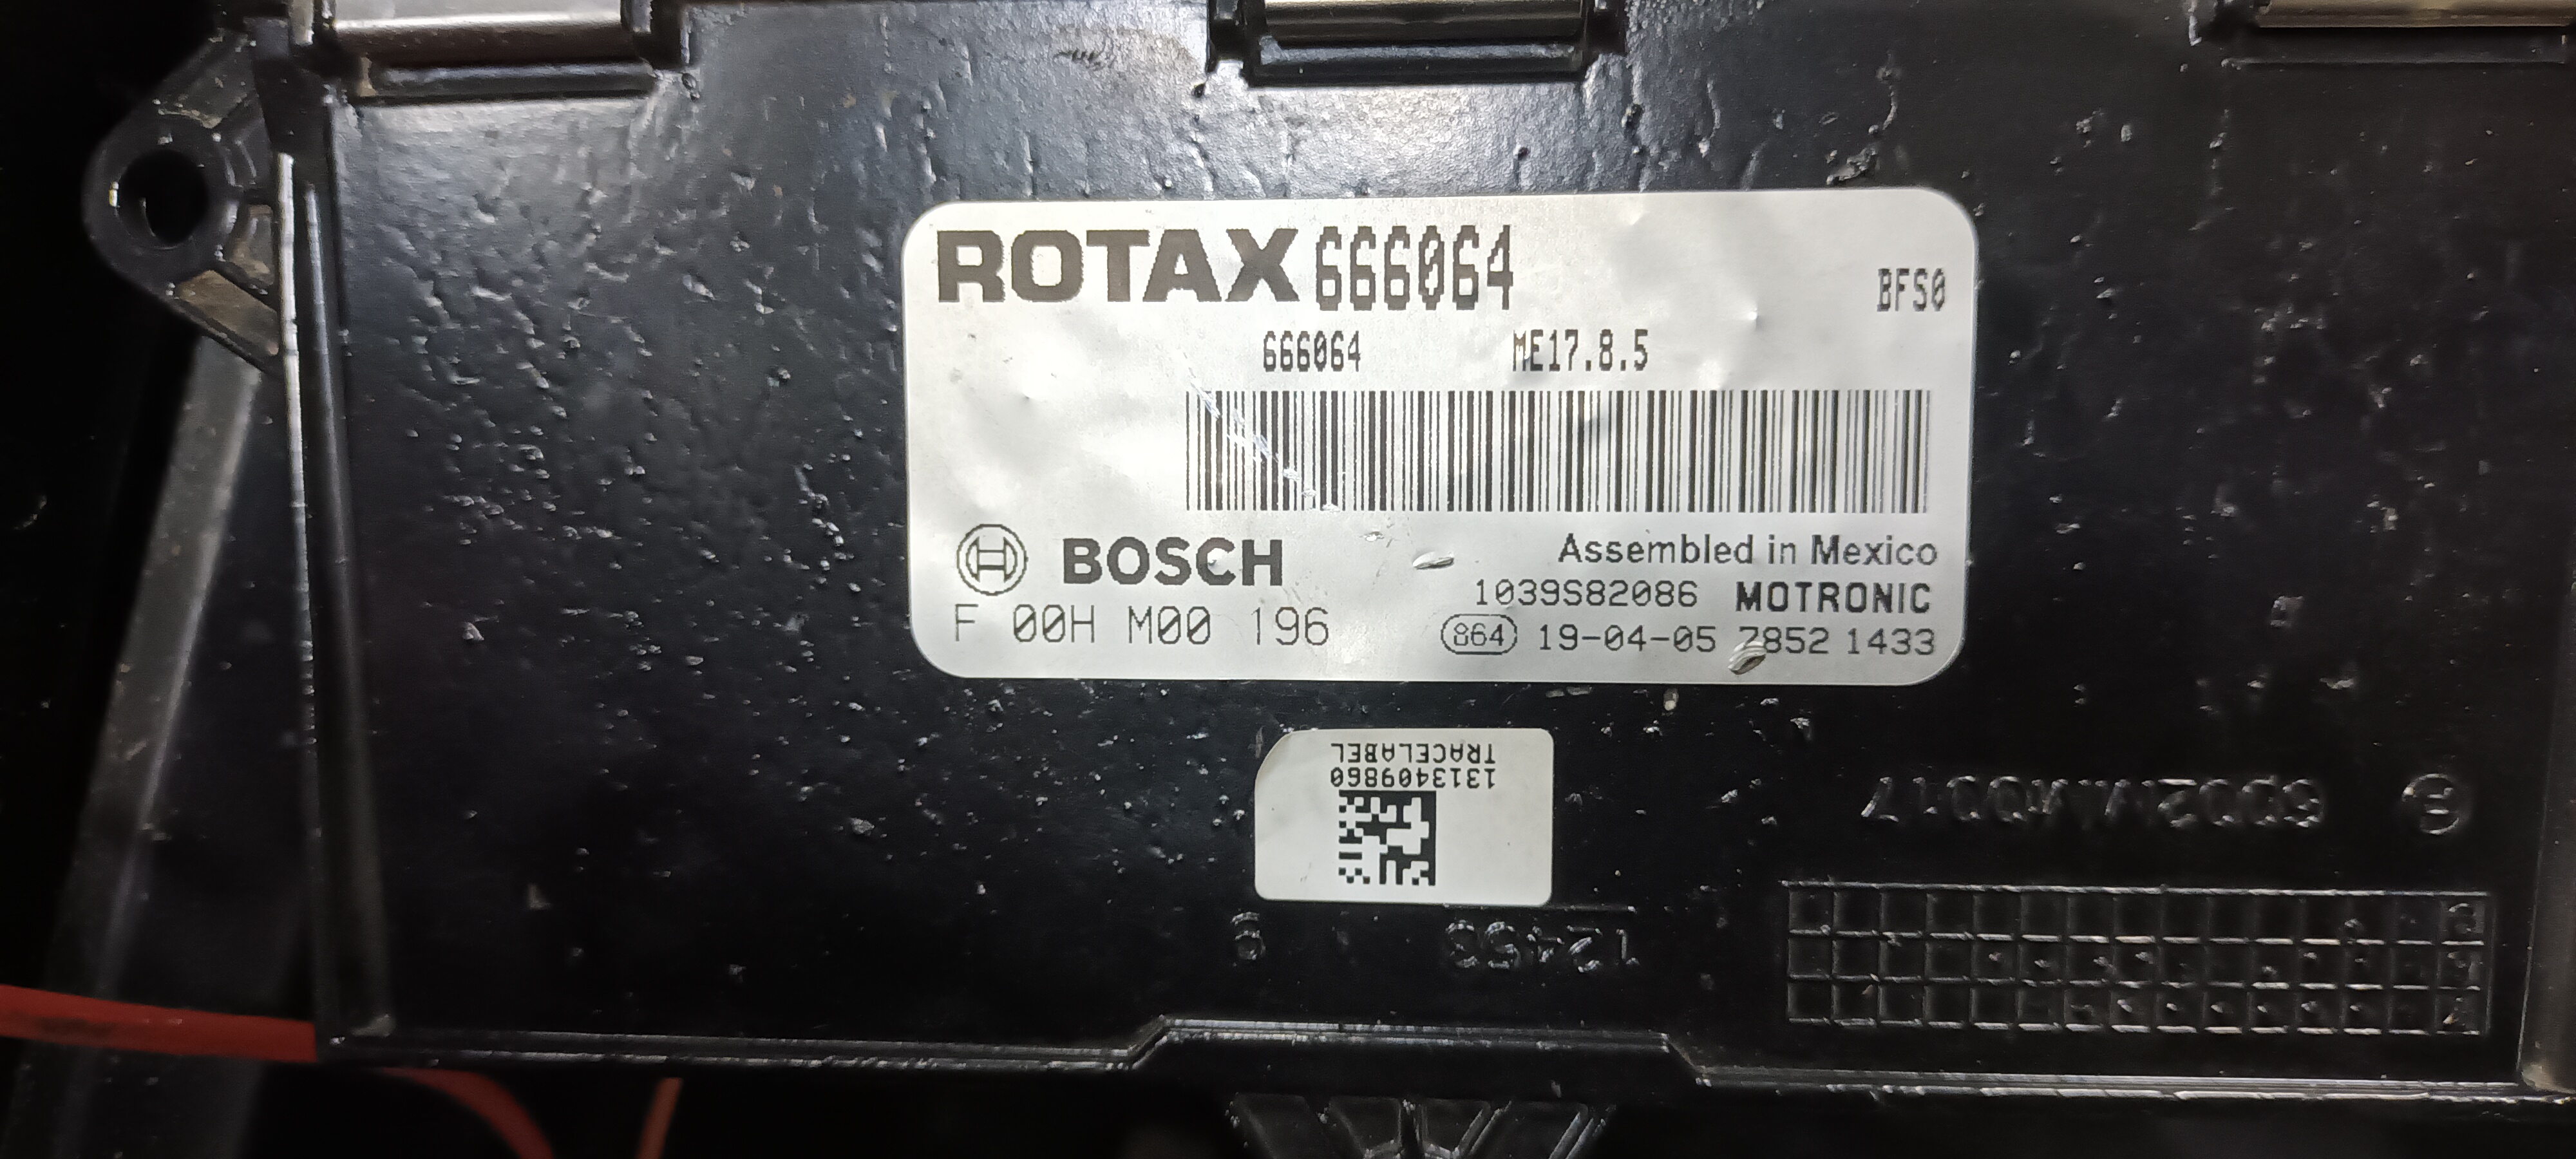 ROTAX 666064
BFS0
666064 ME17.8.5
BOSCH
Assembled in Mexico
1039S82086 MOTRONIC
F 00H M00 196
864 19-04-05 7852 1433
TRACELABEL
1313409860
12453